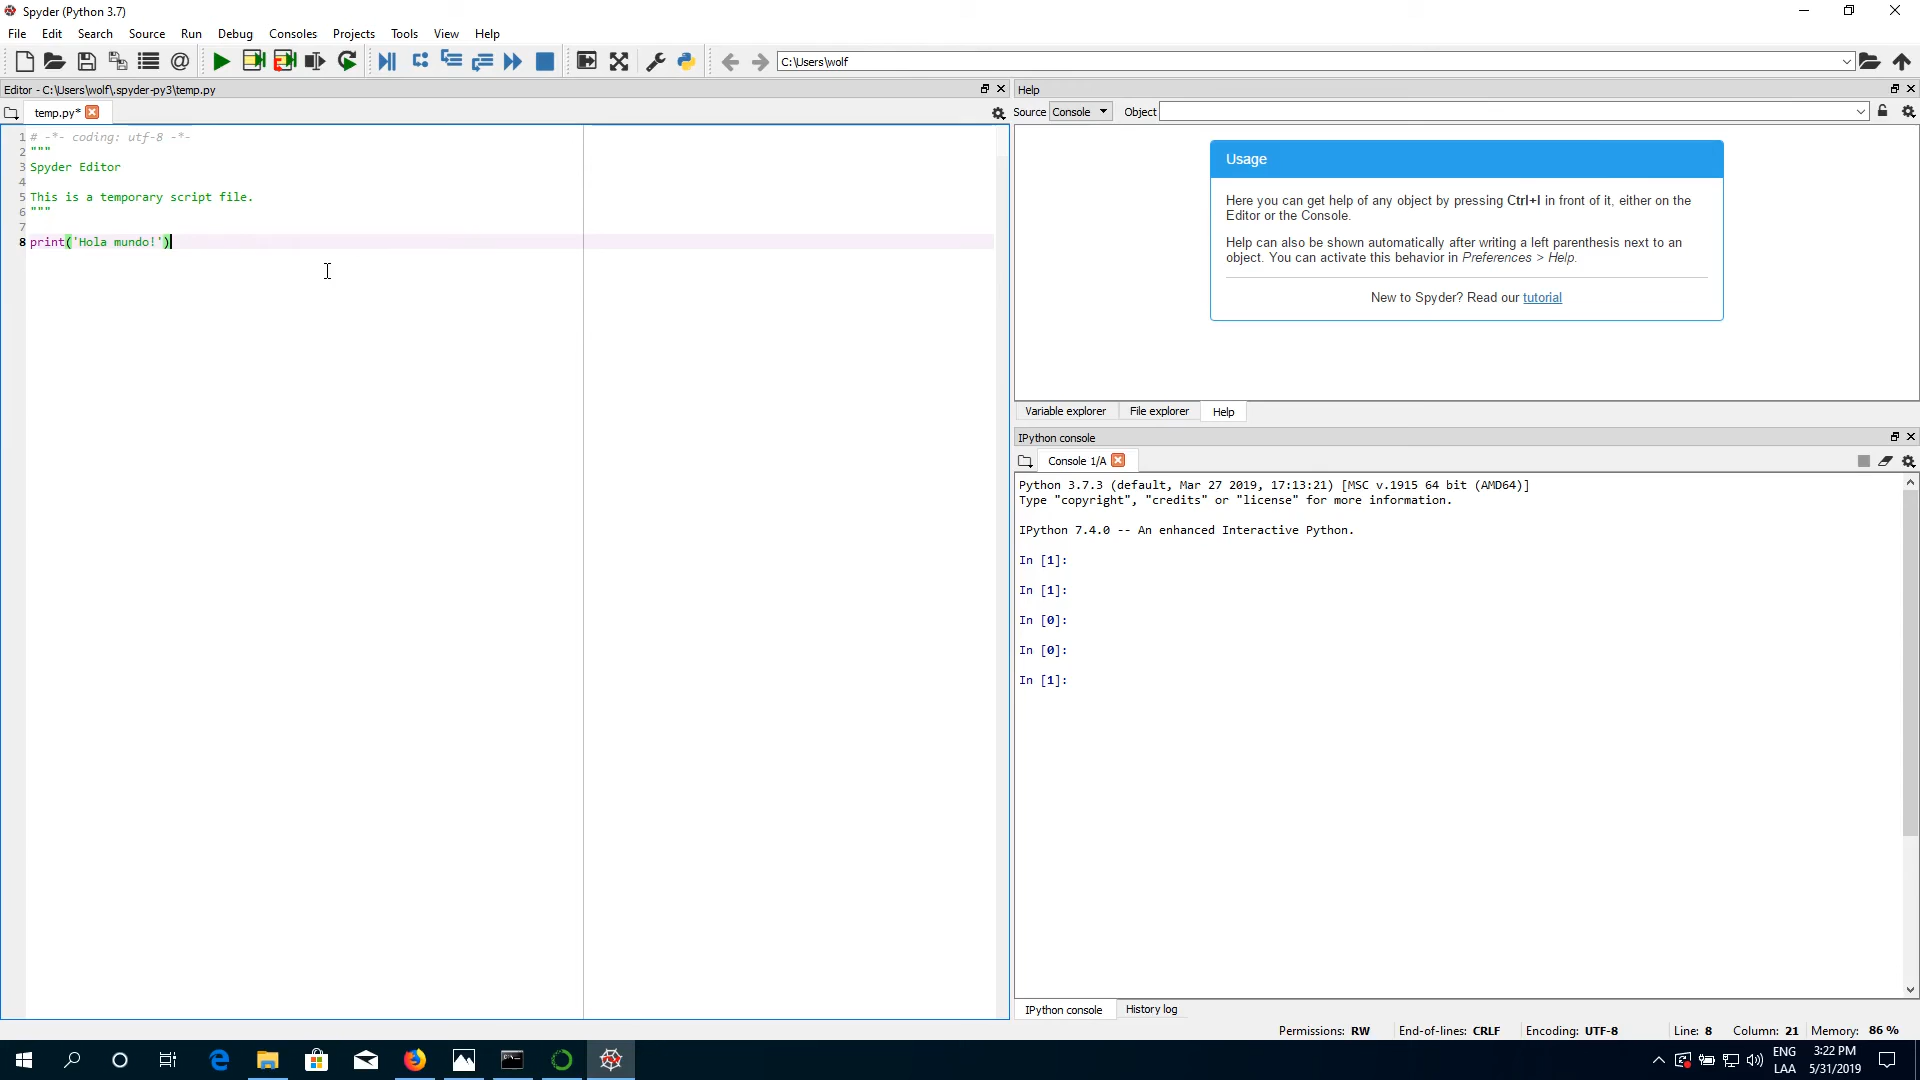 Spyder (Python 3.7)
File Edit Search Source Run Debug Consoles Projects Tools View Help
C:\Users\wolf
Editor - C:\Users\wolf\.spyder-py3\temp.py
temp.py*
1 # -*- coding: utf-8 -*-
2 """
3 Spyder Editor
4
5 This is a temporary script file.
6 """
7
8 print('Hola mundo!')
Help
Source Console Object
Usage
Here you can get help of any object by pressing Ctrl+I in front of it, either on the
Editor or the Console.
Help can also be shown automatically after writing a left parenthesis next to an
object. You can activate this behavior in Preferences > Help.
New to Spyder? Read our tutorial
Variable explorer File explorer Help
IPython console
Console 1/A
Python 3.7.3 (default, Mar 27 2019, 17:13:21) [MSC v.1915 64 bit (AMD64)]
Type "copyright", "credits" or "license" for more information.
IPython 7.4.0 -- An enhanced Interactive Python.
In [1]:
In [1]:
In [0]:
In [0]:
In [1]:
IPython console History log
Permissions: RW End-of-lines: CRLF Encoding: UTF-8 Line: 8 Column: 21 Memory: 86 %
ENG 3:22 PM
LAA 5/31/2019